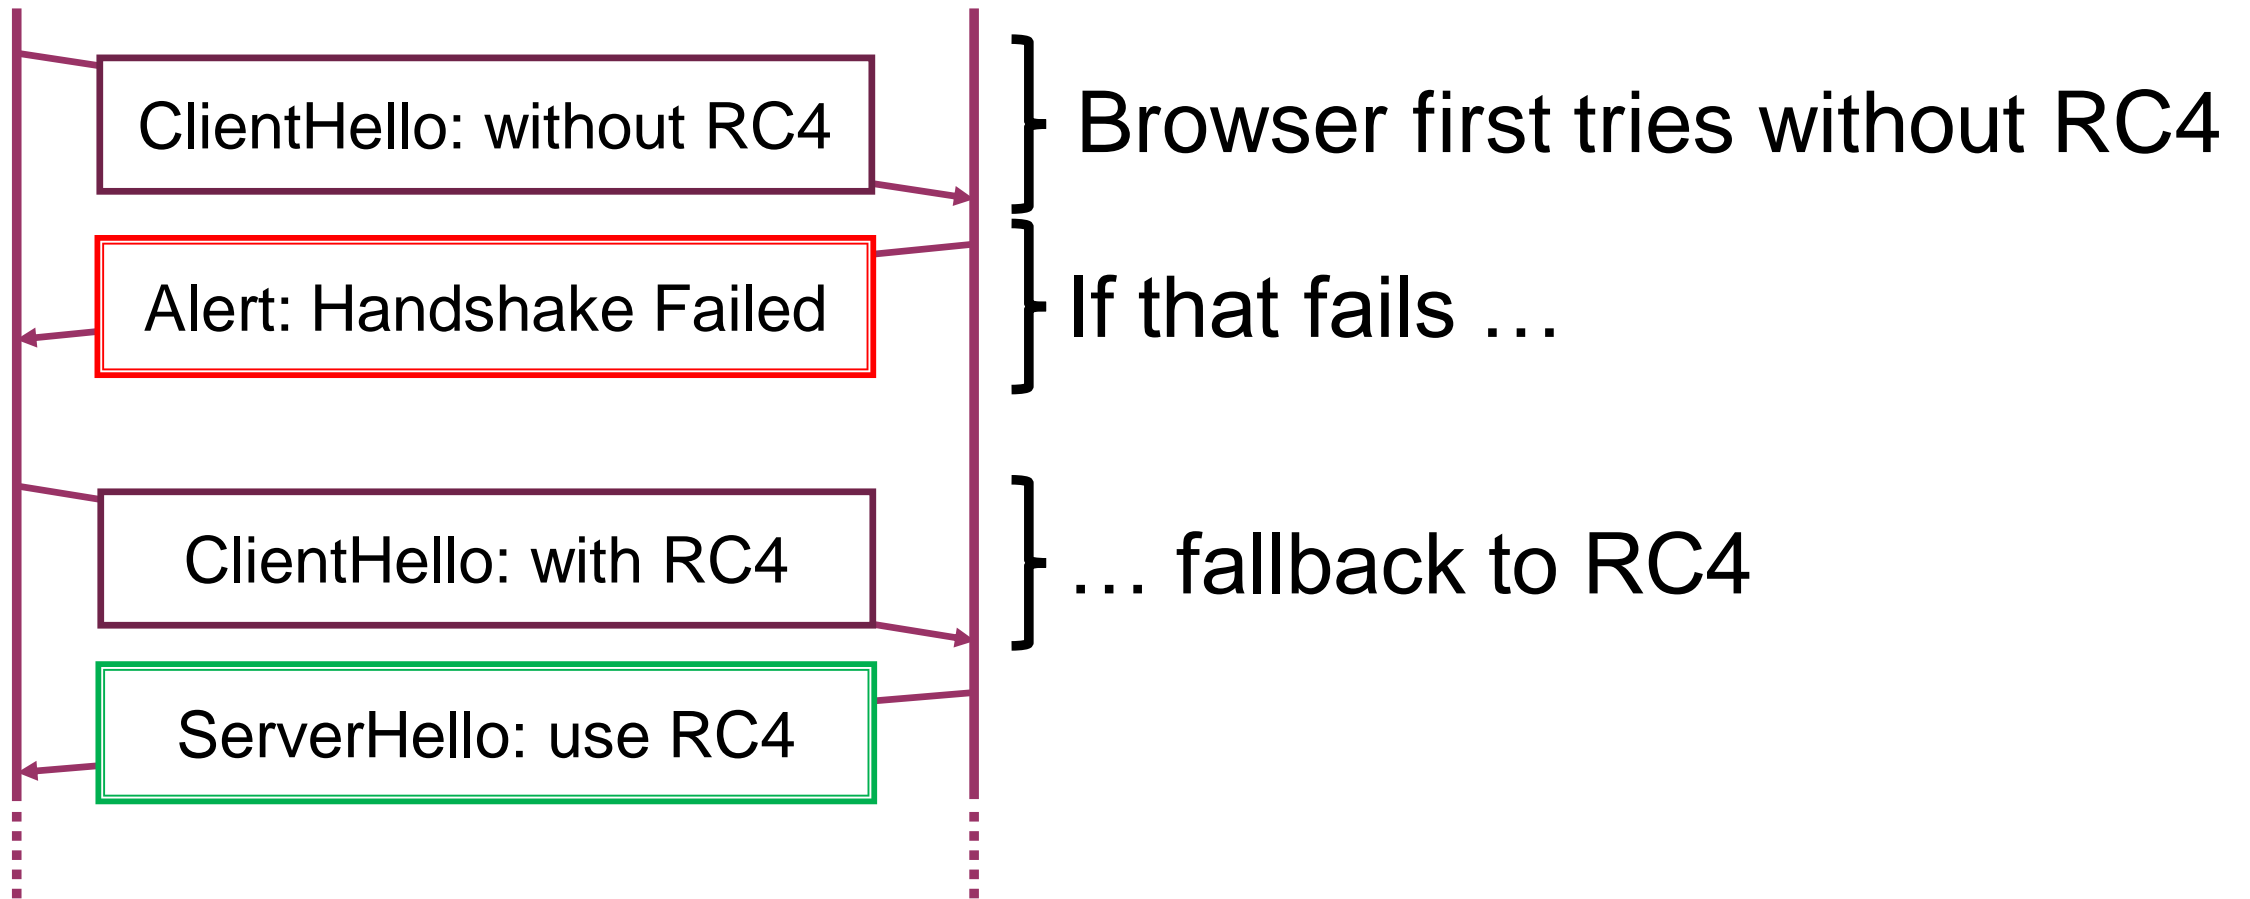 ClientHello: without RC4
Browser first tries without RC4
Alert: Handshake Failed
If that fails …
ClientHello: with RC4
… fallback to RC4
ServerHello: use RC4